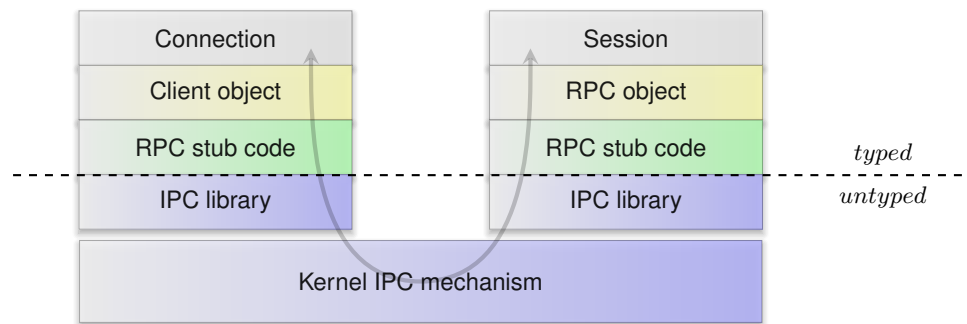 Connection
Session
Client object
RPC object
RPC stub code
RPC stub code
typed
IPC library
IPC library
untyped
Kernel IPC mechanism